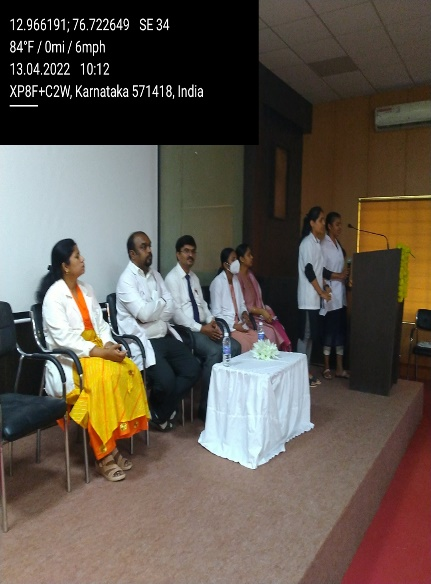 12.966191; 76.722649 SE 34
84°F / 0mi / 6mph
13.04.2022 10:12
XP8F+C2W, Karnataka 571418, India